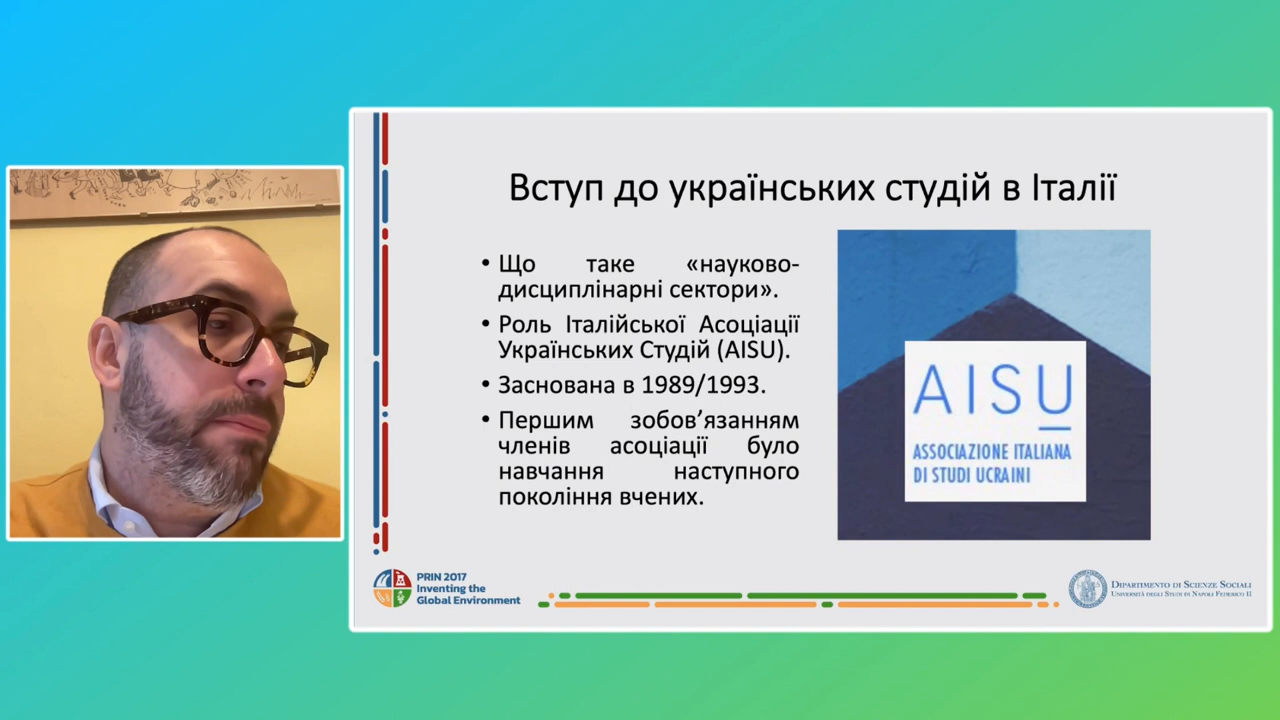 Вступ до українських студій в Італії
• Що таке «науково-
дисциплінарні сектори».
• Роль Італійської Асоціації
Українських Студій (AISU).
• Заснована в 1989/1993.
• Першим зобов’язанням
членів асоціації було
навчання наступного
покоління вчених.
AISU
ASSOCIAZIONE ITALIANA
DI STUDI UCRAINI
PRIN 2017
Inventing the
Global Environment
Dipartimento di Scienze Sociali
Università degli Studi di Napoli Federico II